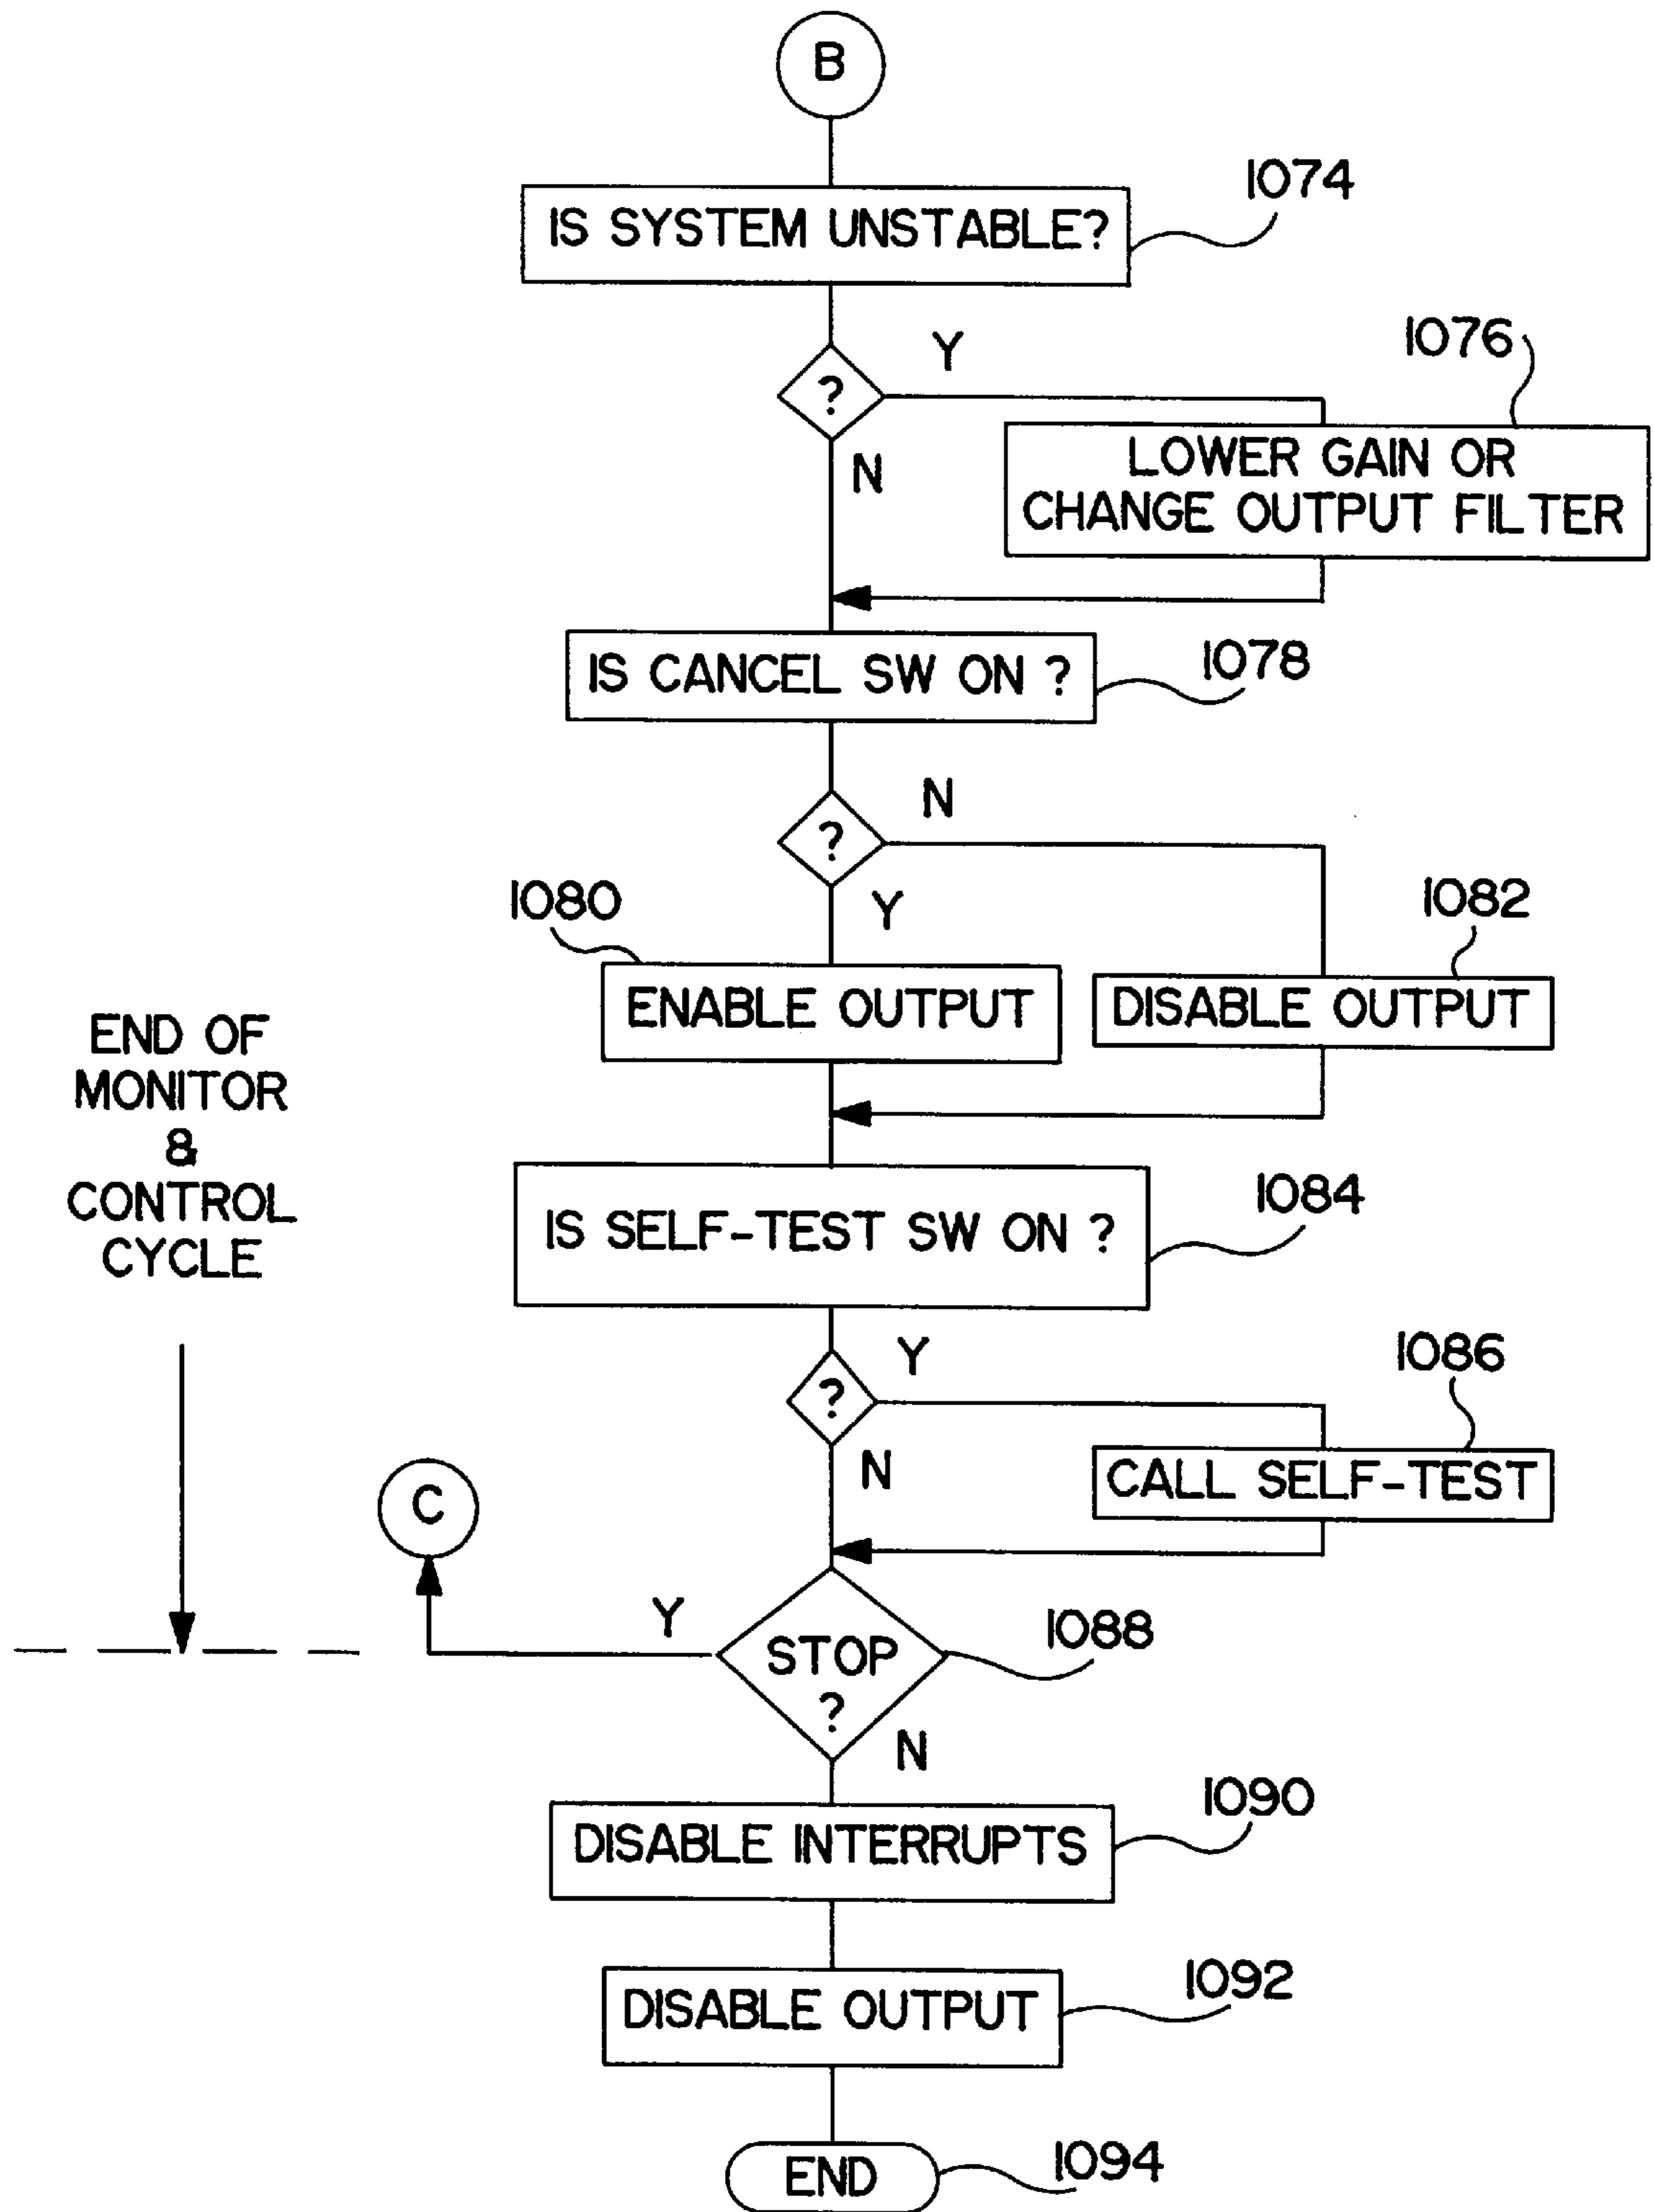 B
IS SYSTEM UNSTABLE?
1074
?
Y
N
1076
LOWER GAIN OR
CHANGE OUTPUT FILTER
IS CANCEL SW ON ?
1078
?
N
Y
1080
ENABLE OUTPUT
1082
DISABLE OUTPUT
END OF
MONITOR
&
CONTROL
CYCLE
IS SELF-TEST SW ON ?
1084
?
Y
N
1086
CALL SELF-TEST
C
Y
STOP
?
1088
N
DISABLE INTERRUPTS
1090
DISABLE OUTPUT
1092
END
1094